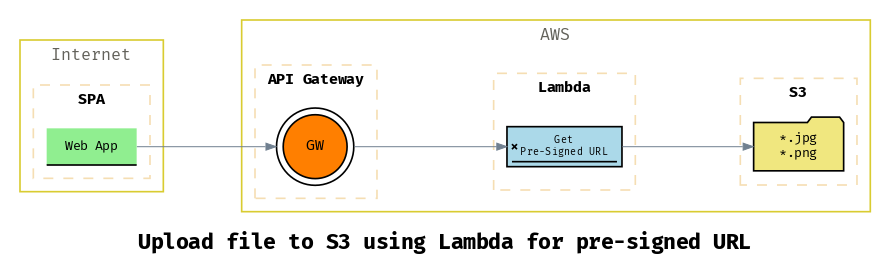 Internet
AWS
SPA
API Gateway
Lambda
S3
Web App
GW
Get
Pre-Signed URL
*.jpg
*.png
Upload file to S3 using Lambda for pre-signed URL